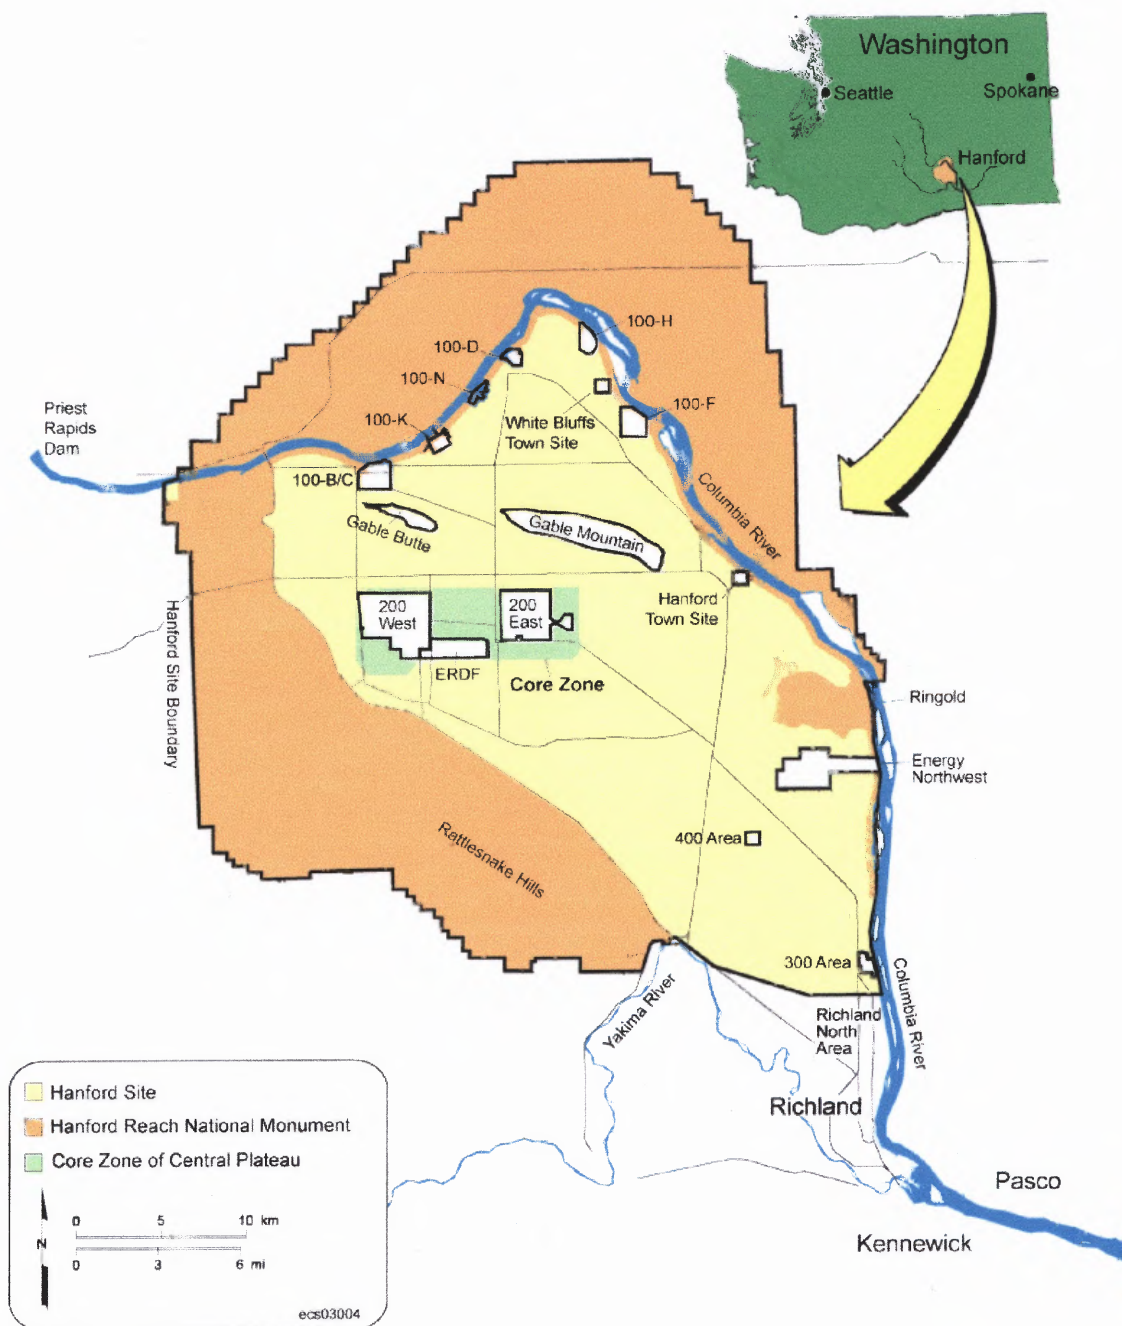 Washington
Seattle
Spokane
Hanford
100-H
100-D
100-N
100-K
100-F
White Bluffs
Town Site
Priest
Rapids
Dam
100-B/C
Gable Butte
Gable Mountain
Columbia River
Hanford
Town Site
200
West
200
East
ERDF
Core Zone
Hanford Site Boundary
Ringold
Energy
Northwest
400 Area
Rattlesnake Hills
300 Area
Columbia River
Yakima River
Richland
North
Area
Richland
Pasco
Kennewick
Hanford Site
Hanford Reach National Monument
Core Zone of Central Plateau
0 5 10 km
N
0 3 6 mi
ecs03004